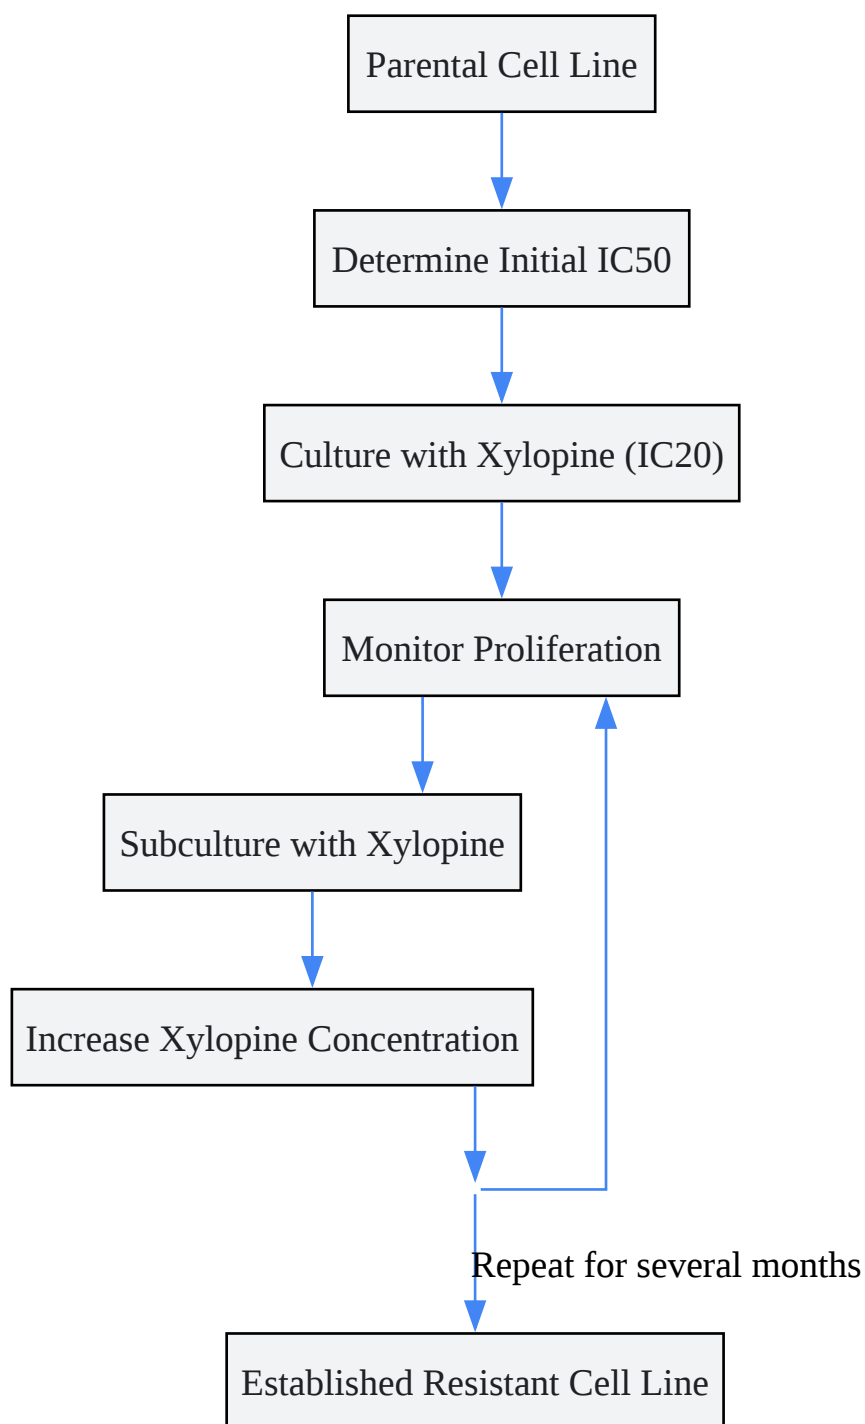 Parental Cell Line
Determine Initial IC50
Culture with Xylopine (IC20)
Monitor Proliferation
Subculture with Xylopine
Increase Xylopine Concentration
Repeat for several months
Established Resistant Cell Line